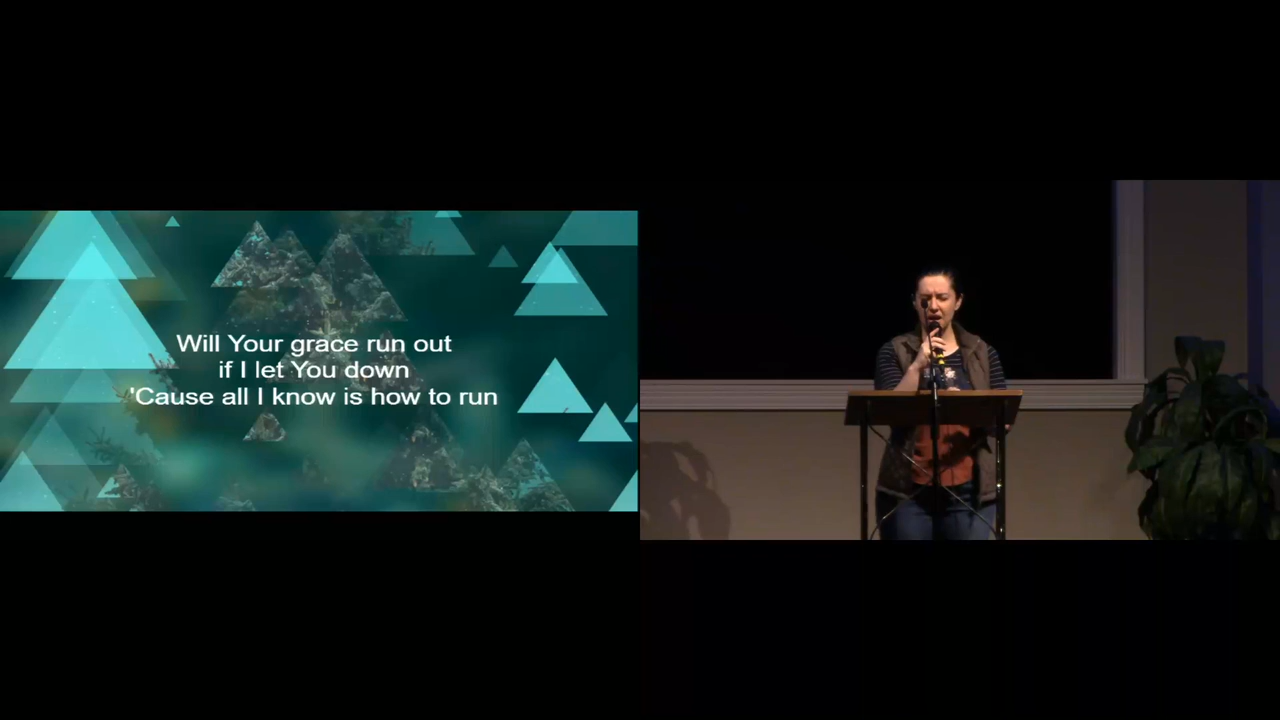 Will Your grace run out
if I let You down
'Cause all I know is how to run